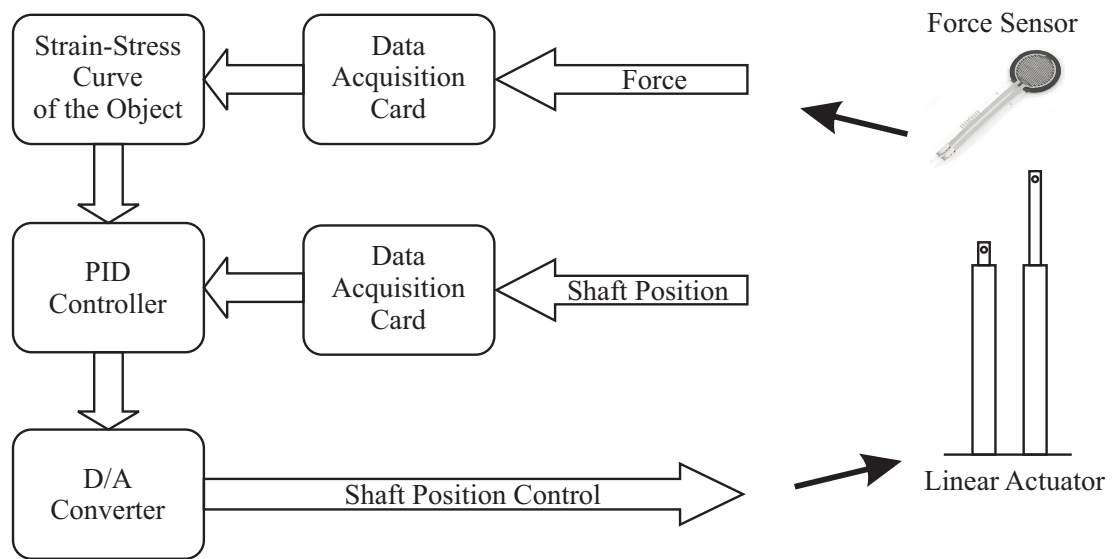 Strain-Stress
Curve
of the Object
Data
Acquisition
Card
Force
Force Sensor
PID
Controller
Data
Acquisition
Card
Shaft Position
D/A
Converter
Shaft Position Control
Linear Actuator